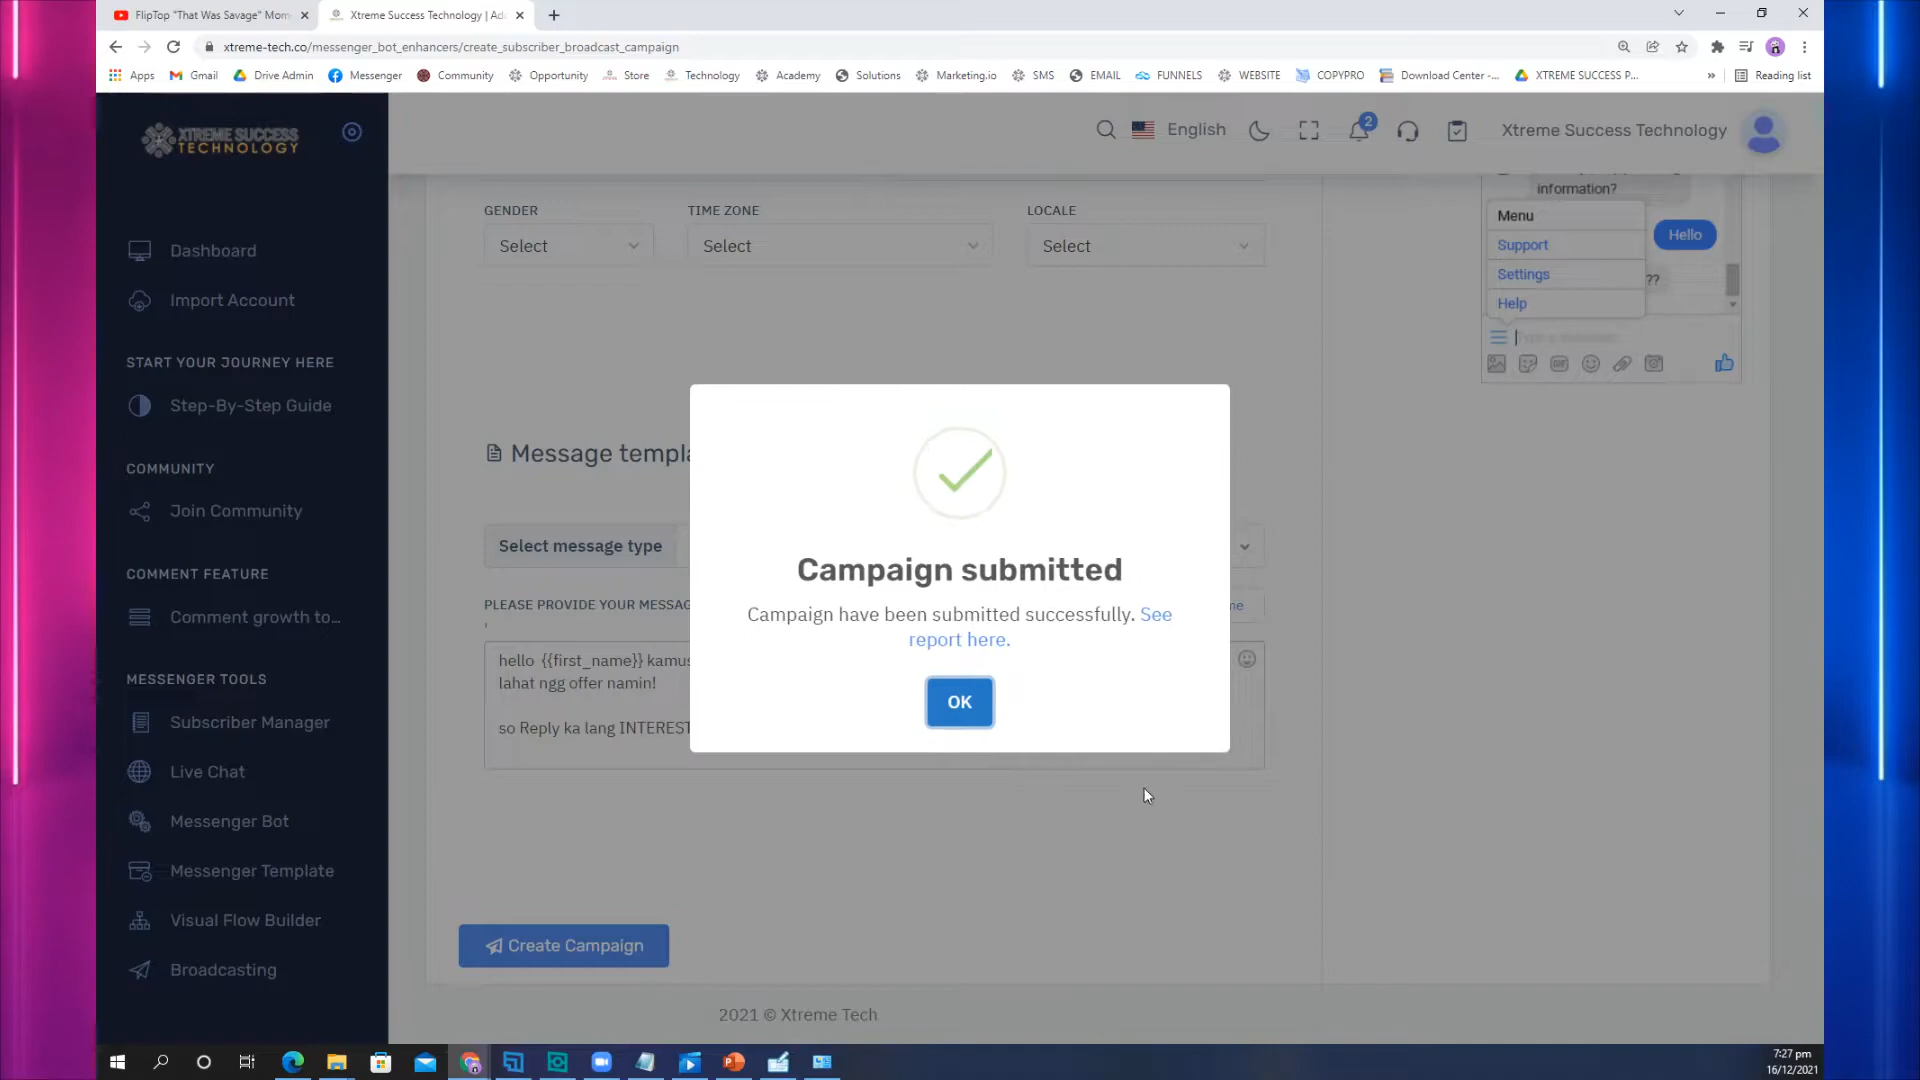 FlipTop "That Was Savage" Mom
Xtreme Success Technology | Ad
xtreme-tech.co/messenger_bot_enhancers/create_subscriber_broadcast_campaign
Apps Gmail Drive Admin Messenger Community Opportunity Store Technology Academy Solutions Marketing.io SMS EMAIL FUNNELS WEBSITE COPYPRO Download Center -... XTREME SUCCESS P... » Reading list
XTREME SUCCESS
TECHNOLOGY
English
2
Xtreme Success Technology
Dashboard
Import Account
START YOUR JOURNEY HERE
Step-By-Step Guide
COMMUNITY
Join Community
COMMENT FEATURE
Comment growth to...
MESSENGER TOOLS
Subscriber Manager
Live Chat
Messenger Bot
Messenger Template
Visual Flow Builder
Broadcasting
GENDER TIME ZONE LOCALE
Select Select Select
information?
Menu
Hello
Support
Settings
??
Help
GIF
Message templa
Select message type
PLEASE PROVIDE YOUR MESSAG
me
hello {{first_name}} kamus
lahat ngg offer namin!
so Reply ka lang INTEREST
Campaign submitted
Campaign have been submitted successfully. See
report here.
OK
Create Campaign
2021 © Xtreme Tech
7:27 pm
16/12/2021